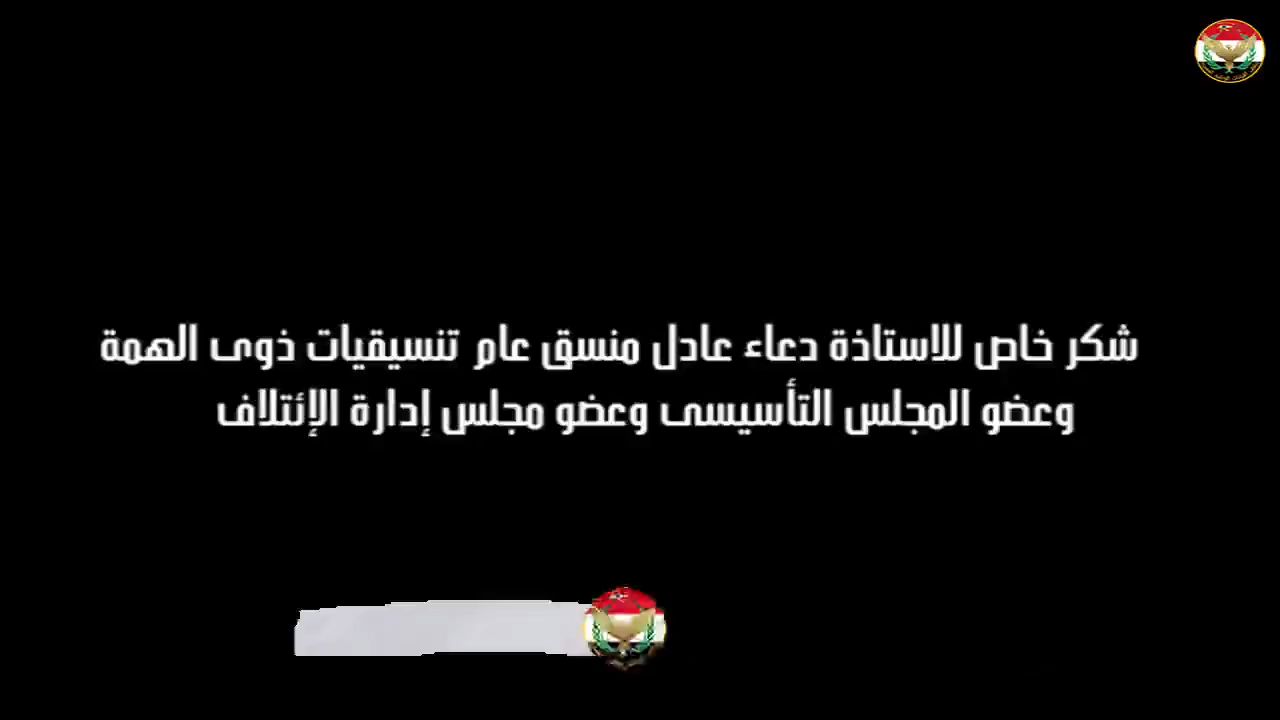 شكر خاص للاستاذة دعاء عادل منسق عام تنسيقيات ذوى الهمة
وعضو المجلس التأسيسى وعضو مجلس إدارة الإئتلاف